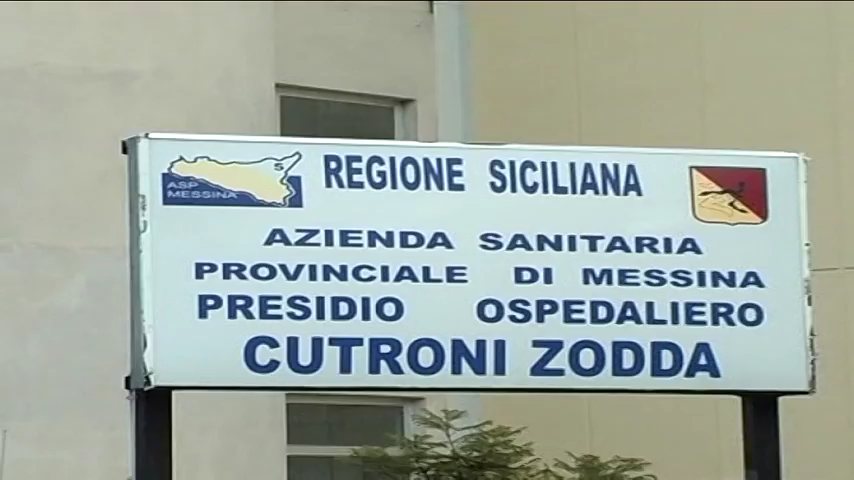 REGIONE SICILIANA
ASP
MESSINA
S
AZIENDA SANITARIA
PROVINCIALE DI MESSINA
PRESIDIO OSPEDALIERO
CUTRONI ZODDA